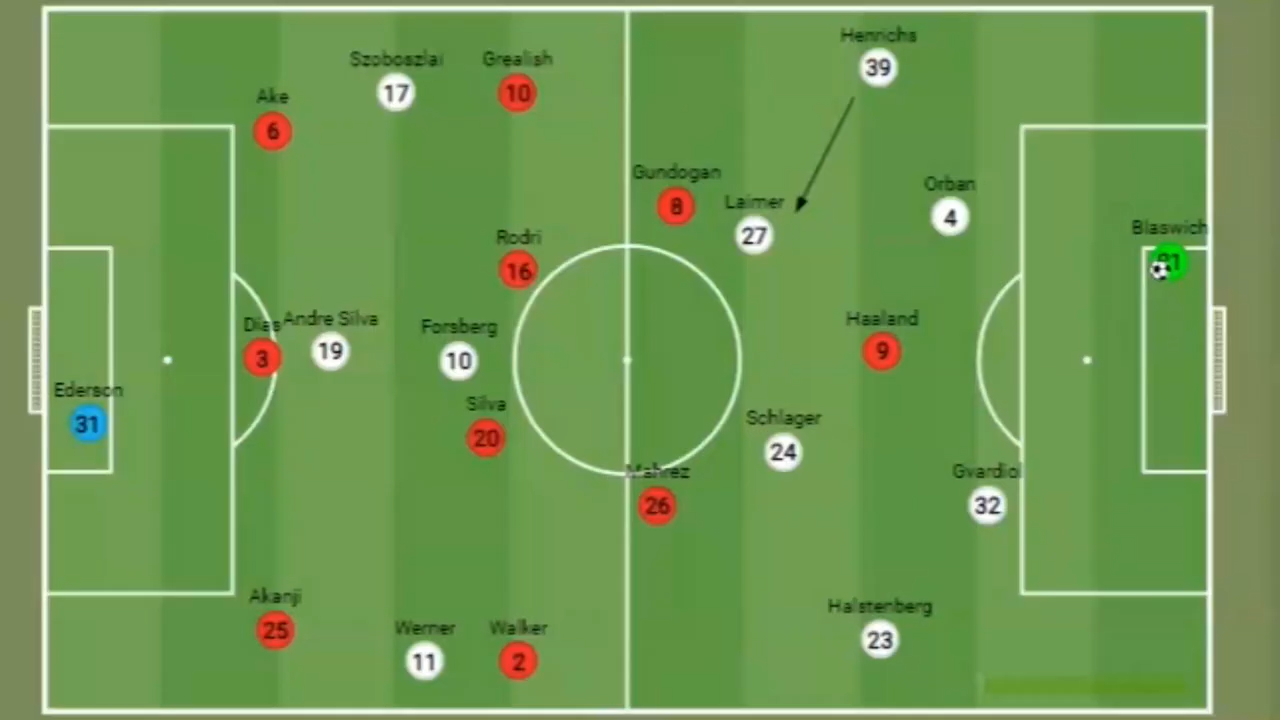 Henrichs
39
Szoboszlai
17
Grealish
10
Ake
6
Gundogan
8
Orban
4
Laimer
27
Blaswich
Rodri
16
Andre Silva
19
Dias
3
Forsberg
10
Haaland
9
Ederson
31
Silva
20
Schlager
24
Mahrez
26
Gvardiol
32
Akanji
25
Halstenberg
23
Werner
11
Walker
2